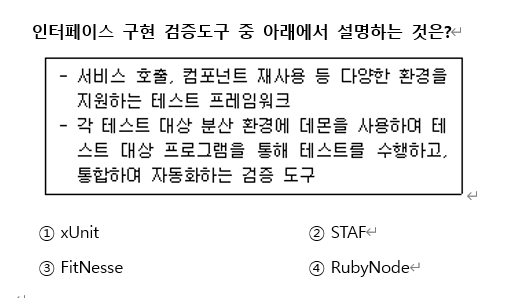 인터페이스 구현 검증도구 중 아래에서 설명하는 것은?
- 서비스 호출, 컴포넌트 재사용 등 다양한 환경을
지원하는 테스트 프레임워크
- 각 테스트 대상 분산 환경에 데몬을 사용하여 테
스트 대상 프로그램을 통해 테스트를 수행하고,
통합하여 자동화하는 검증 도구
① xUnit ② STAF
③ FitNesse ④ RubyNode